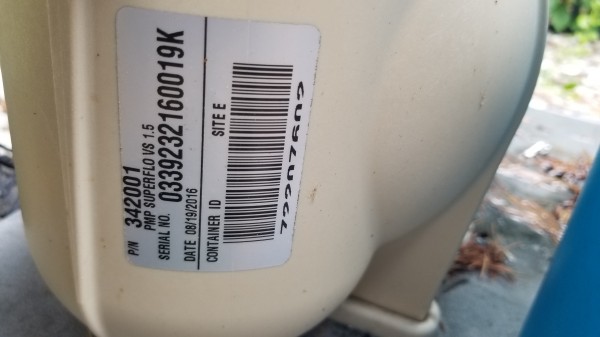 P/N 342001
PMP SUPERFLO VS 1.5
SERIAL NO. 0339232160019K
DATE 08/19/2016
CONTAINER ID SITE E